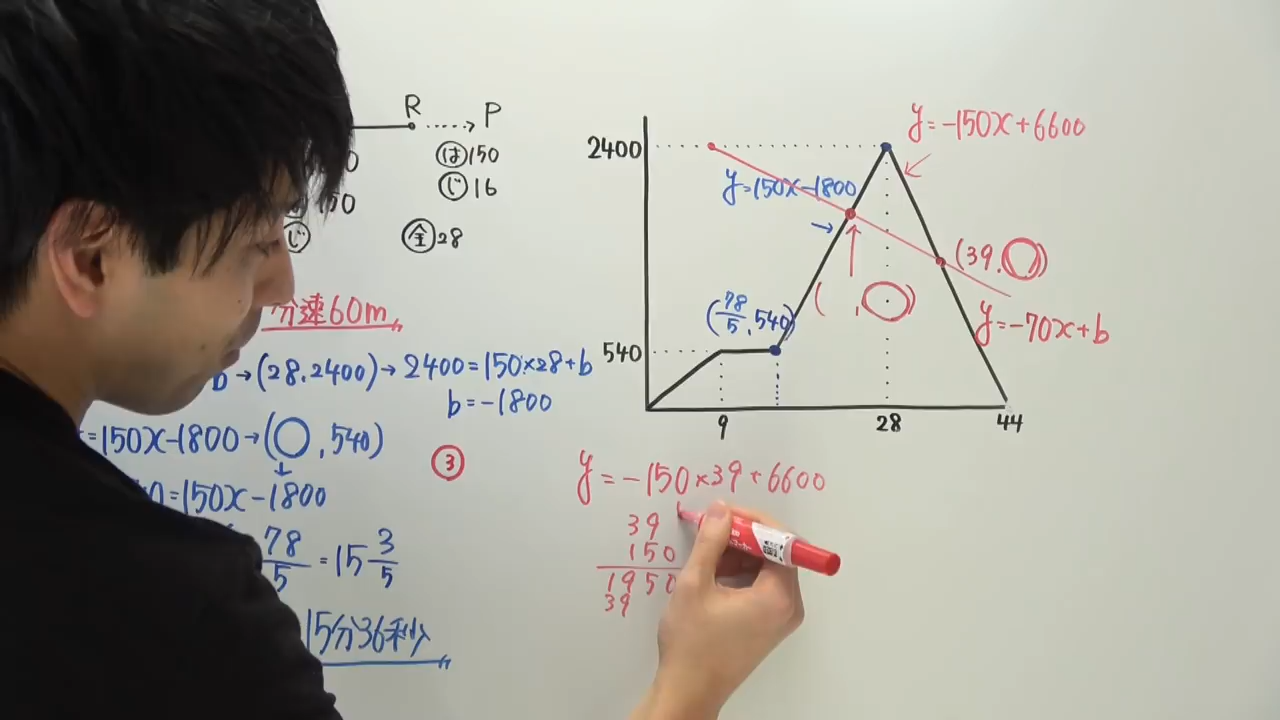 R
P
は150
じ16
150
じ
全28
分速60m
→(28.2400)→2400=150×28+b
b=-1800
=150x-1800→(○,540)
↓
=150x-1800
78/5=15 3/5
15分36秒
③
2400
540
9
28
44
y=-150x+6600
y=150x-1800
→
(78/5,540)
( ,○)
(39.○)
y=-70x+b
y=-150×39+6600
39
150
1950
39